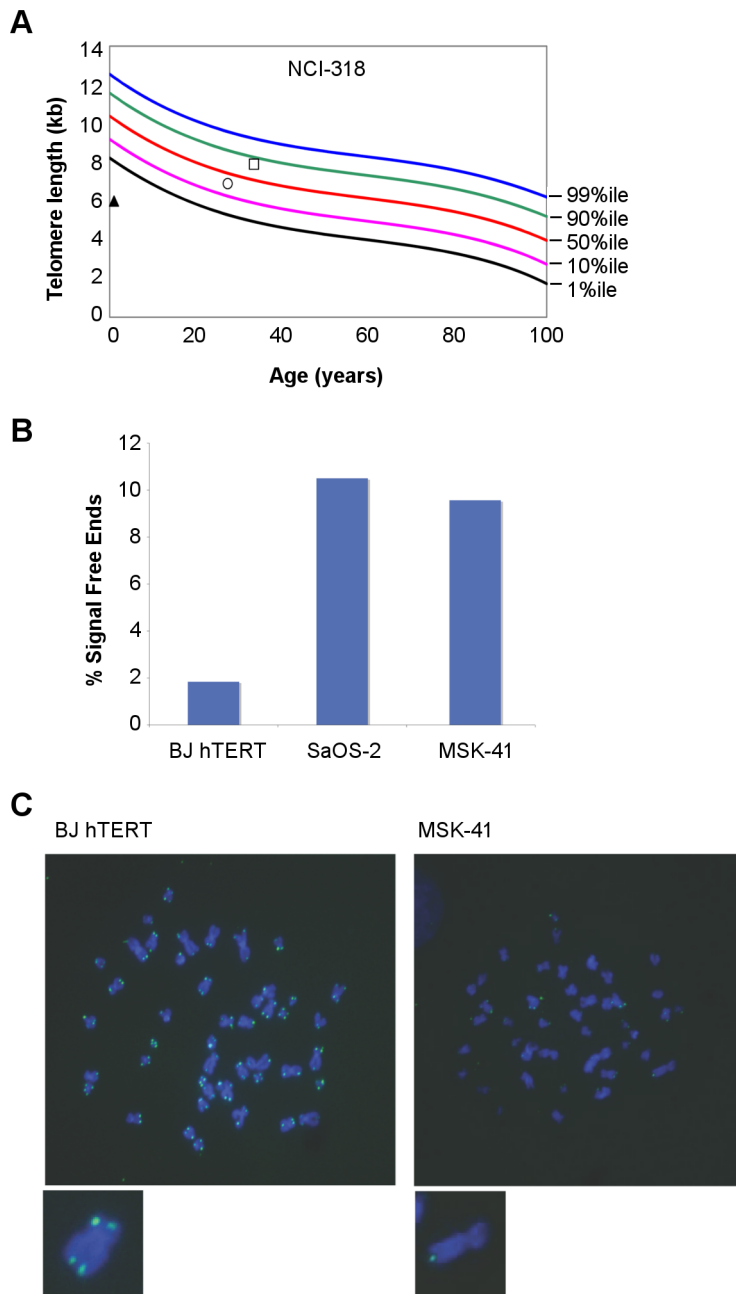 A
NCI-318
Telomere length (kb)
14
12
10
8
6
4
2
0
99%ile
90%ile
50%ile
10%ile
1%ile
0 20 40 60 80 100
Age (years)
B
% Signal Free Ends
12
10
8
6
4
2
0
BJ hTERT SaOS-2 MSK-41
C
BJ hTERT MSK-41